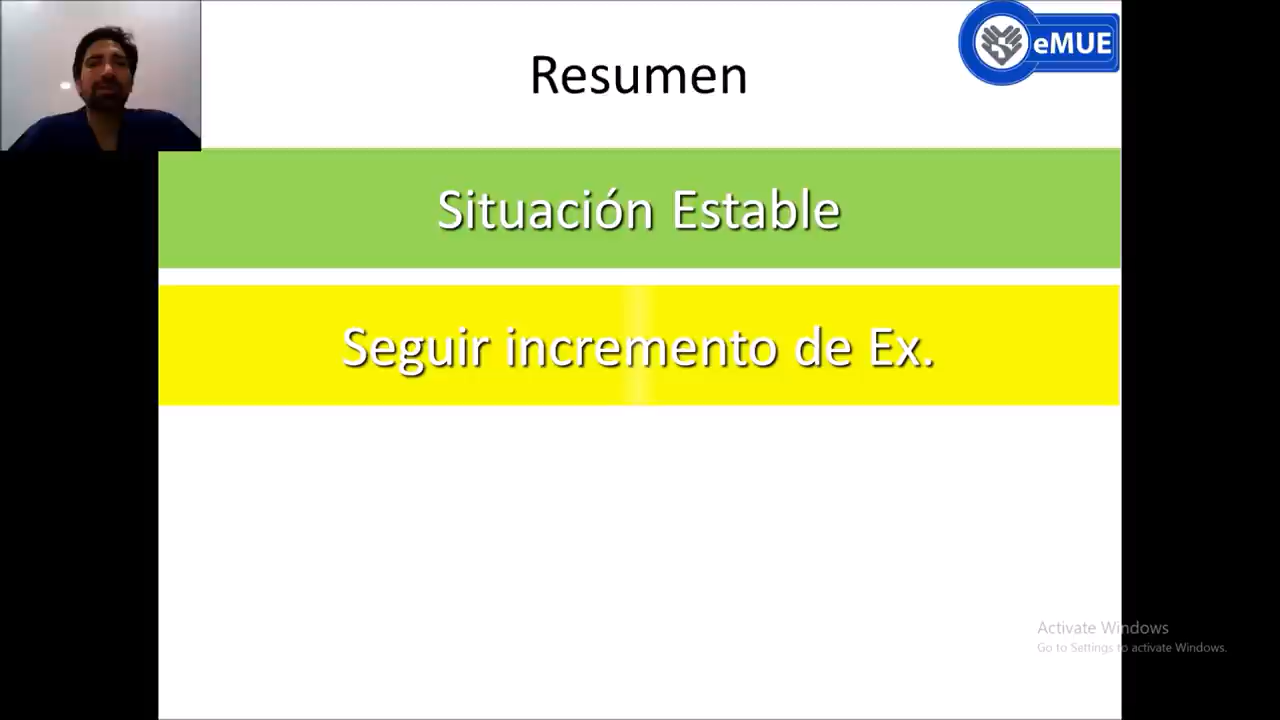 Resumen
eMUE
Situación Estable
Seguir incremento de Ex.
Activate Windows
Go to Settings to activate Windows.